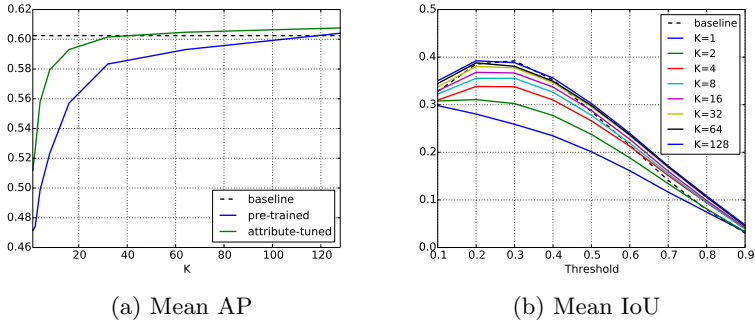 0.62
0.60
0.58
0.56
0.54
0.52
0.50
0.48
0.46
0 20 40 60 80 100 120
K
baseline
pre-trained
attribute-tuned
(a) Mean AP
0.5
0.4
0.3
0.2
0.1
0.0
0.1 0.2 0.3 0.4 0.5 0.6 0.7 0.8 0.9
Threshold
baseline
K=1
K=2
K=4
K=8
K=16
K=32
K=64
K=128
(b) Mean IoU